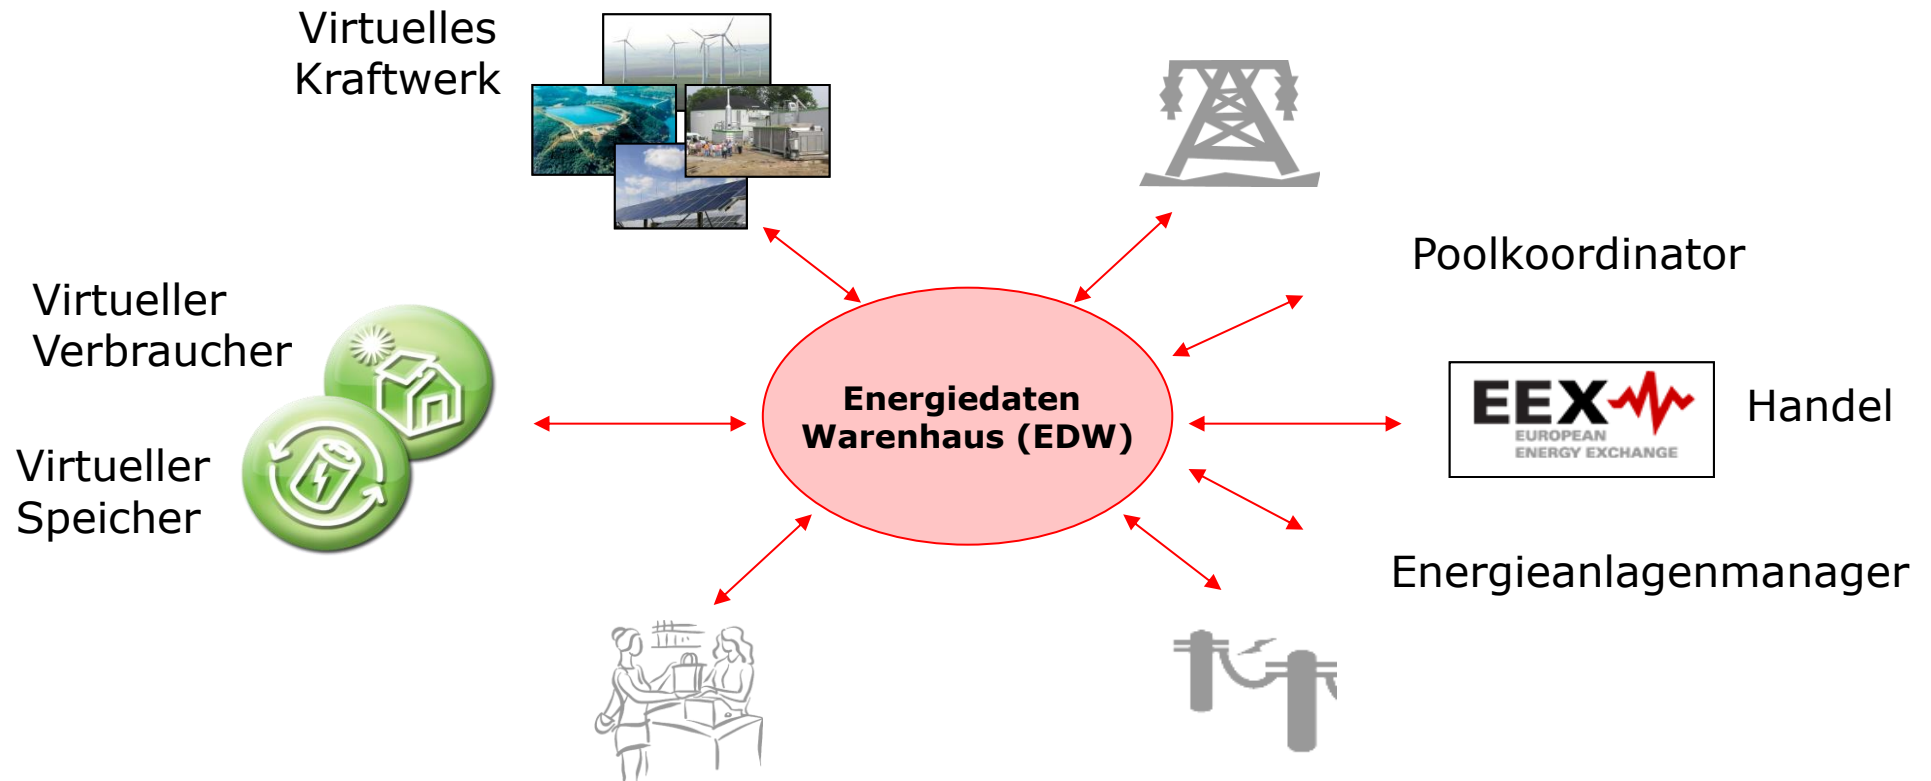 Virtuelles
Kraftwerk
Poolkoordinator
Virtueller
Verbraucher
EEX
EUROPEAN
ENERGY EXCHANGE
Handel
Energiedaten
Warenhaus (EDW)
Virtueller
Speicher
Energieanlagenmanager